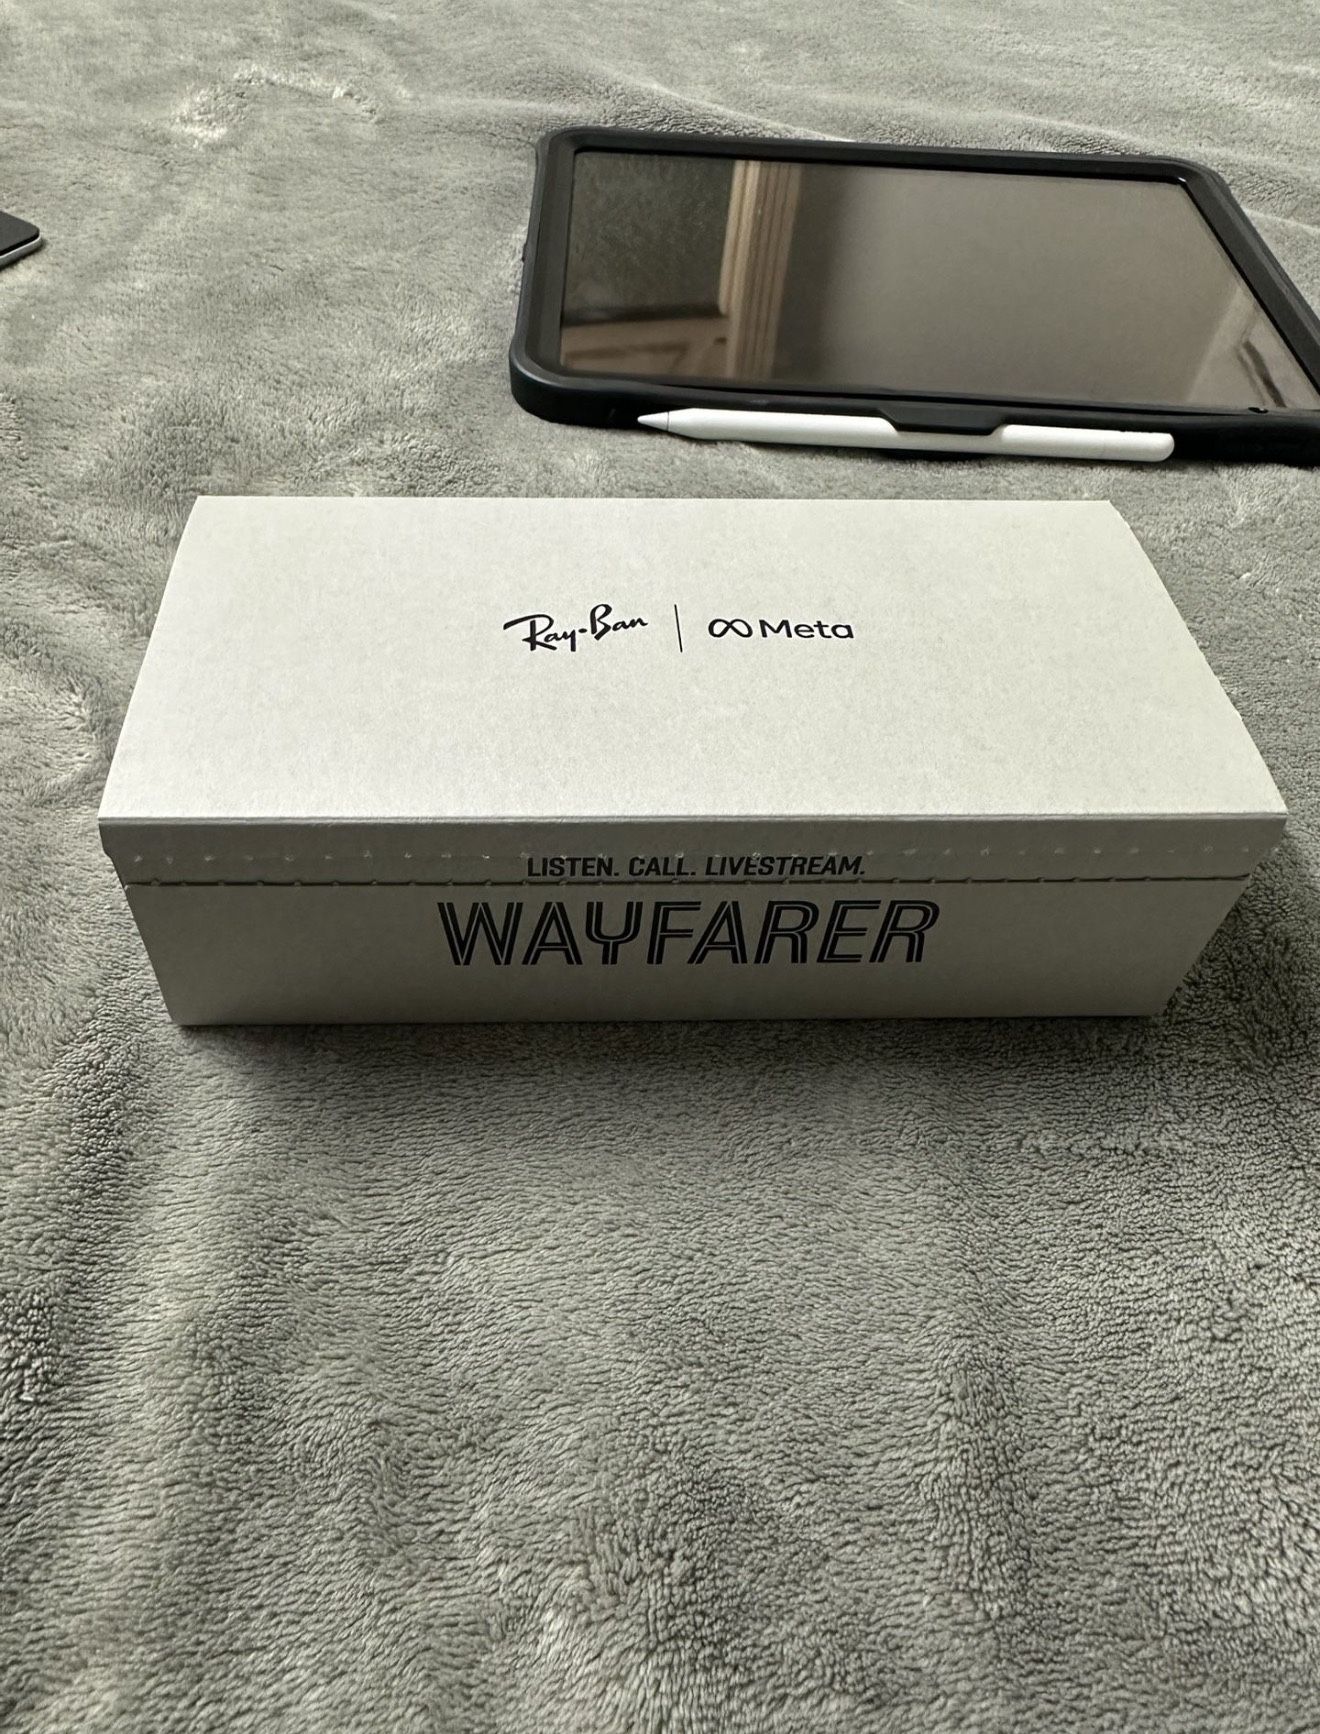 Ray-Ban | Meta
LISTEN. CALL. LIVESTREAM.
WAYFARER